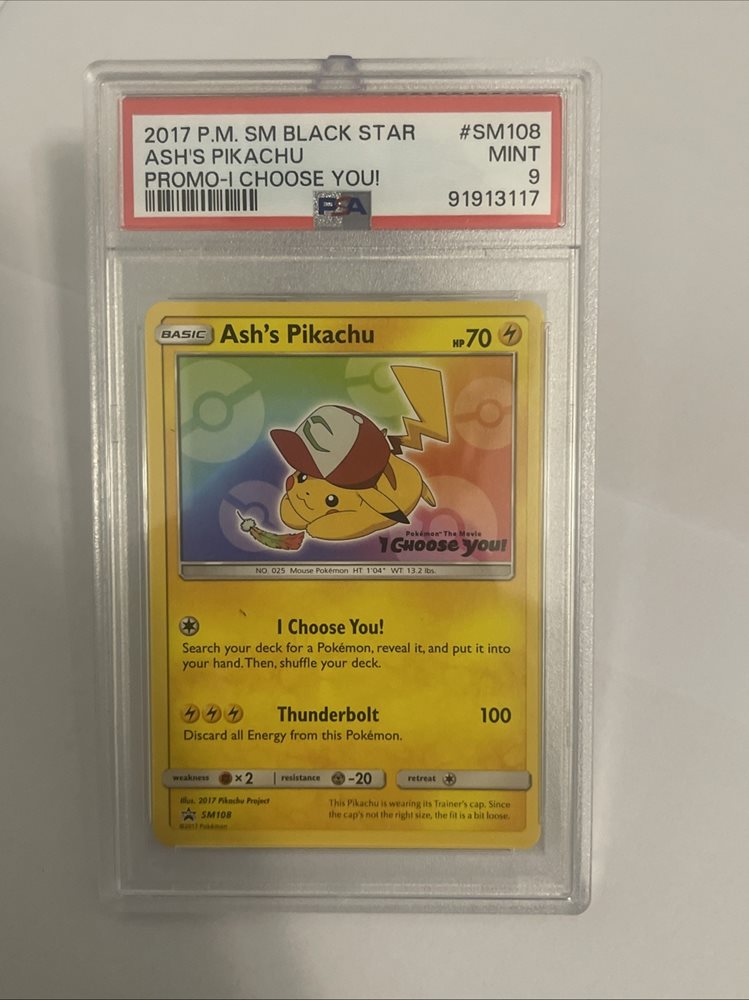 2017 P.M. SM BLACK STAR #SM108
ASH'S PIKACHU MINT
PROMO-I CHOOSE YOU! 9
PSA 91913117
BASIC Ash's Pikachu HP 70
Pokémon The Movie
I Choose You!
NO. 025 Mouse Pokémon HT: 1'04" WT: 13.2 lbs.
I Choose You!
Search your deck for a Pokémon, reveal it, and put it into
your hand. Then, shuffle your deck.
Thunderbolt 100
Discard all Energy from this Pokémon.
weakness ×2 resistance -20 retreat
Illus. 2017 Pikachu Project
SM108
©2017 Pokémon
This Pikachu is wearing its Trainer's cap. Since
the cap's not the right size, the fit is a bit loose.